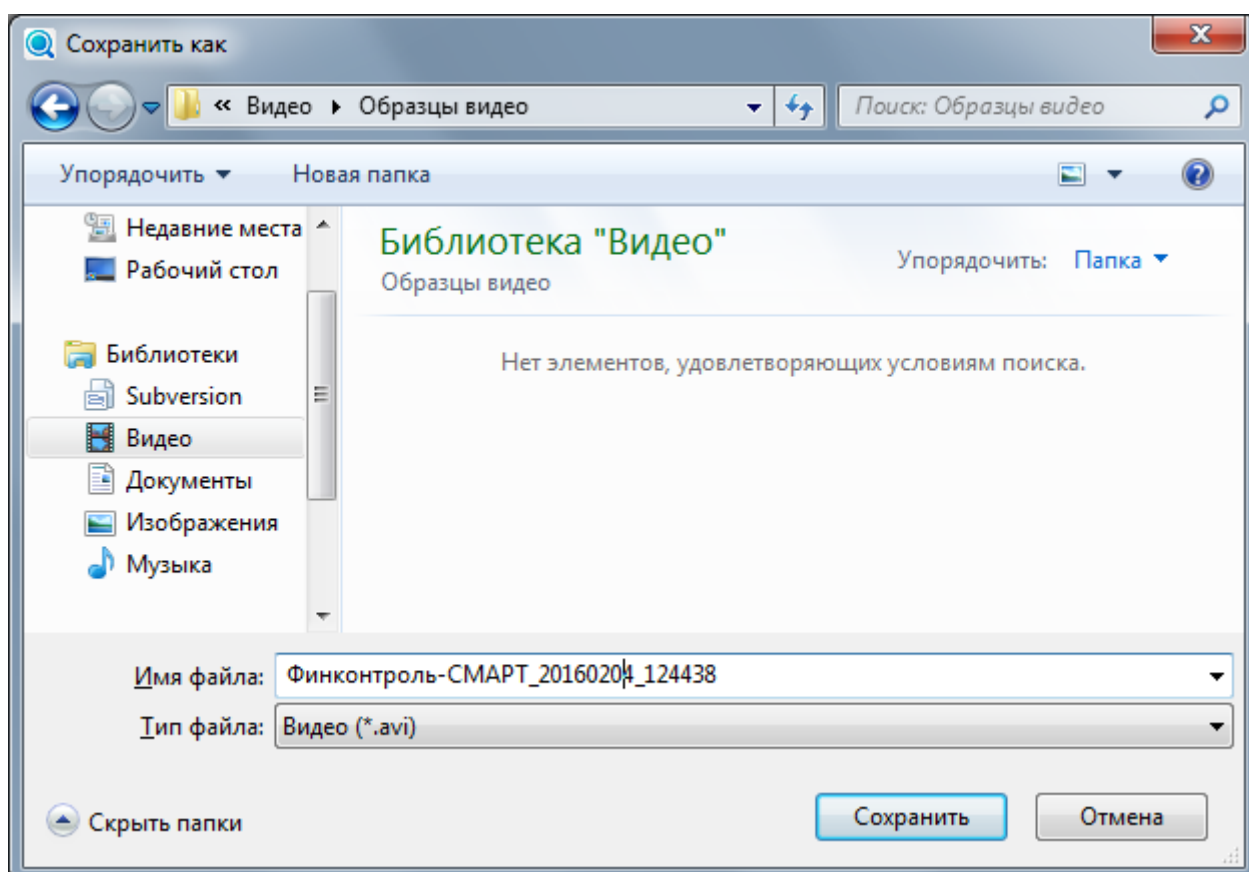 Сохранить как
« Видео Образцы видео
Поиск: Образцы видео
Упорядочить Новая папка
Недавние места
Рабочий стол
Библиотеки
Subversion
Видео
Документы
Изображения
Музыка
Библиотека "Видео"
Образцы видео
Упорядочить: Папка
Нет элементов, удовлетворяющих условиям поиска.
Имя файла: Финконтроль-СМАРТ_20160204_124438
Тип файла: Видео (*.avi)
Скрыть папки
Сохранить Отмена